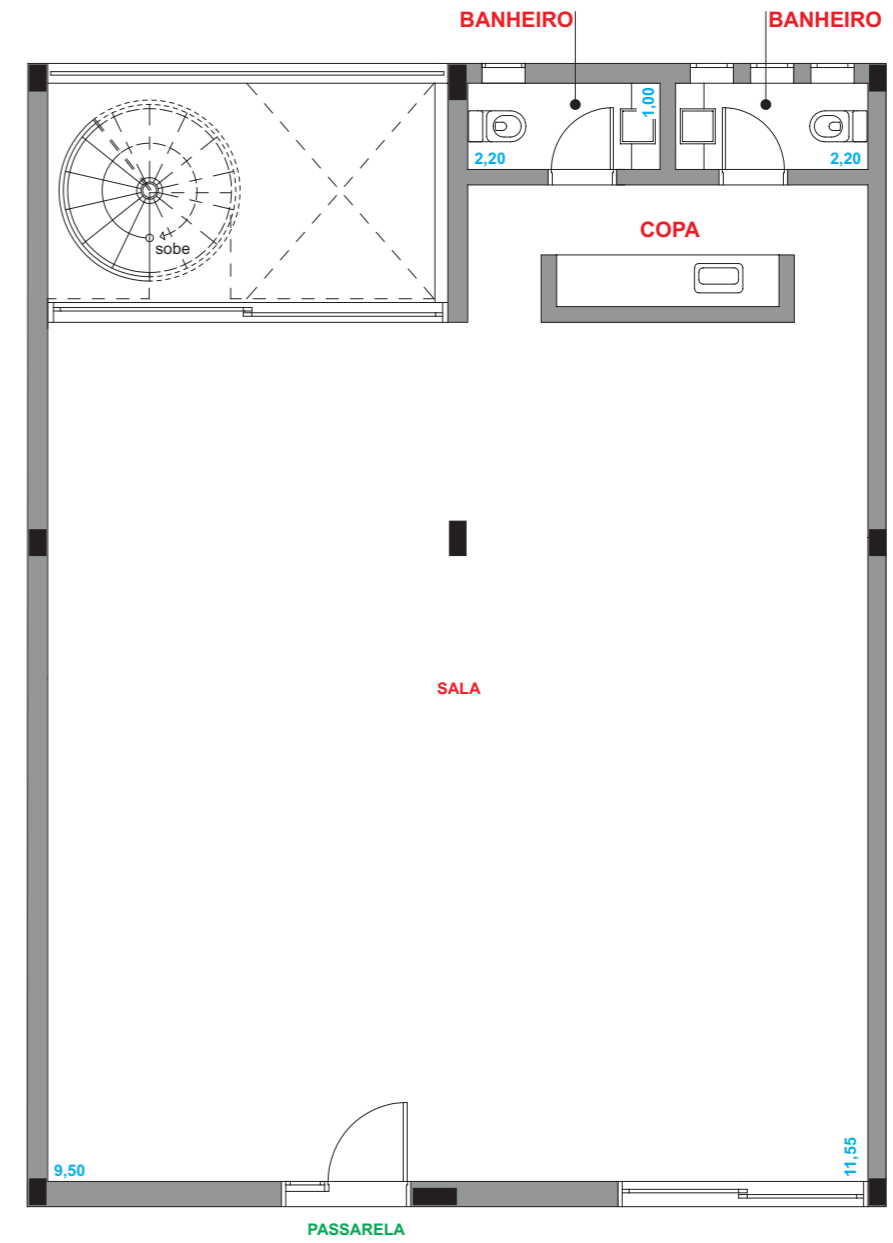 BANHEIRO
BANHEIRO
1,00
2,20
2,20
COPA
sobe
SALA
9,50
11,55
PASSARELA